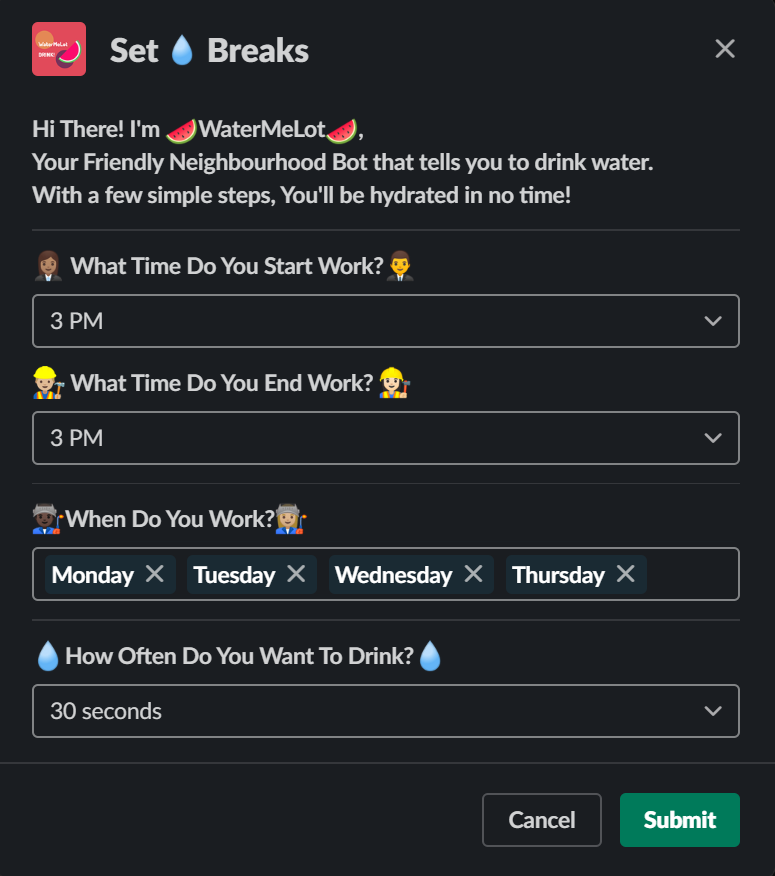 WaterMeLot
DRINK!
Set 💧 Breaks
Hi There! I'm 🍉WaterMeLot🍉,
Your Friendly Neighbourhood Bot that tells you to drink water.
With a few simple steps, You'll be hydrated in no time!
👩🏽‍💼 What Time Do You Start Work?👨‍💼
3 PM
👷🏼 What Time Do You End Work? 👷🏻
3 PM
👨🏿‍🏭When Do You Work?👩🏼‍🏭
Monday Tuesday Wednesday Thursday
💧How Often Do You Want To Drink?💧
30 seconds
Cancel Submit